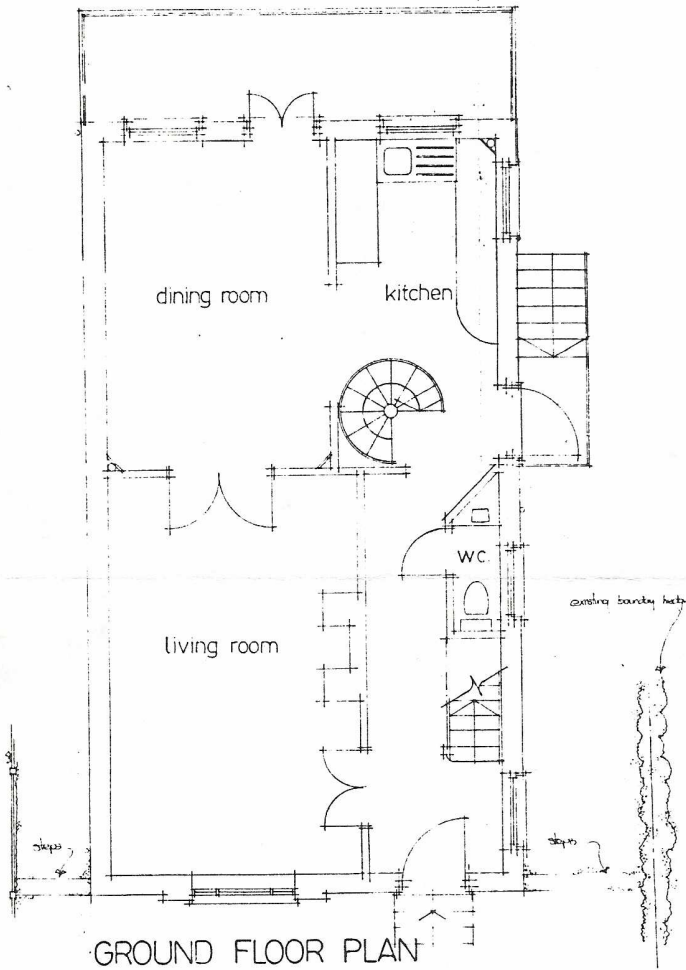 dining room
kitchen
WC
existing boundary hedge
living room
steps
steps
GROUND FLOOR PLAN